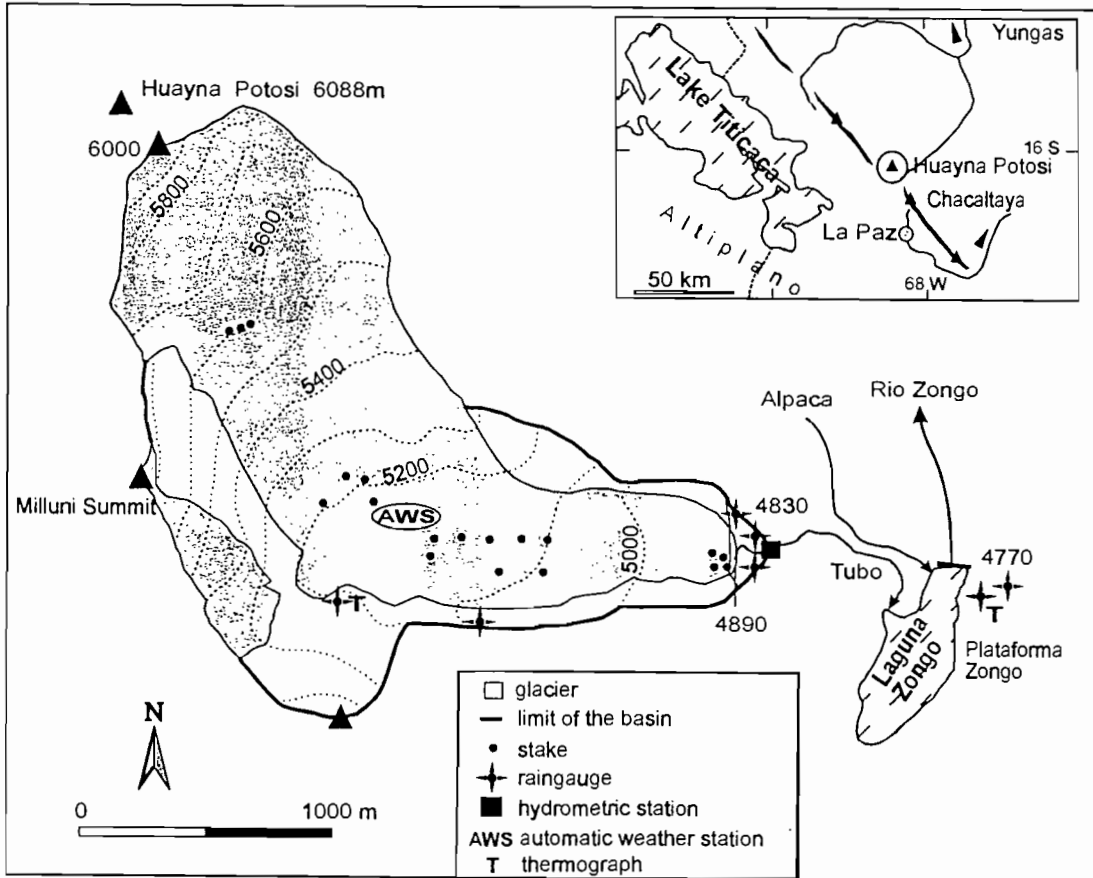 Huayna Potosi 6088m
6000
5800
5600
5400
5200
AWS
5000
Milluni Summit
T
4830
4890
Alpaca
Rio Zongo
Tubo
4770
T
Laguna
Zongo
Plataforma
Zongo
Yungas
Lake Titicaca
16 S
Huayna Potosi
Chacaltaya
La Paz
Altiplano
50 km
68 W
N
0 1000 m
glacier
limit of the basin
stake
raingauge
hydrometric station
AWS automatic weather station
T thermograph